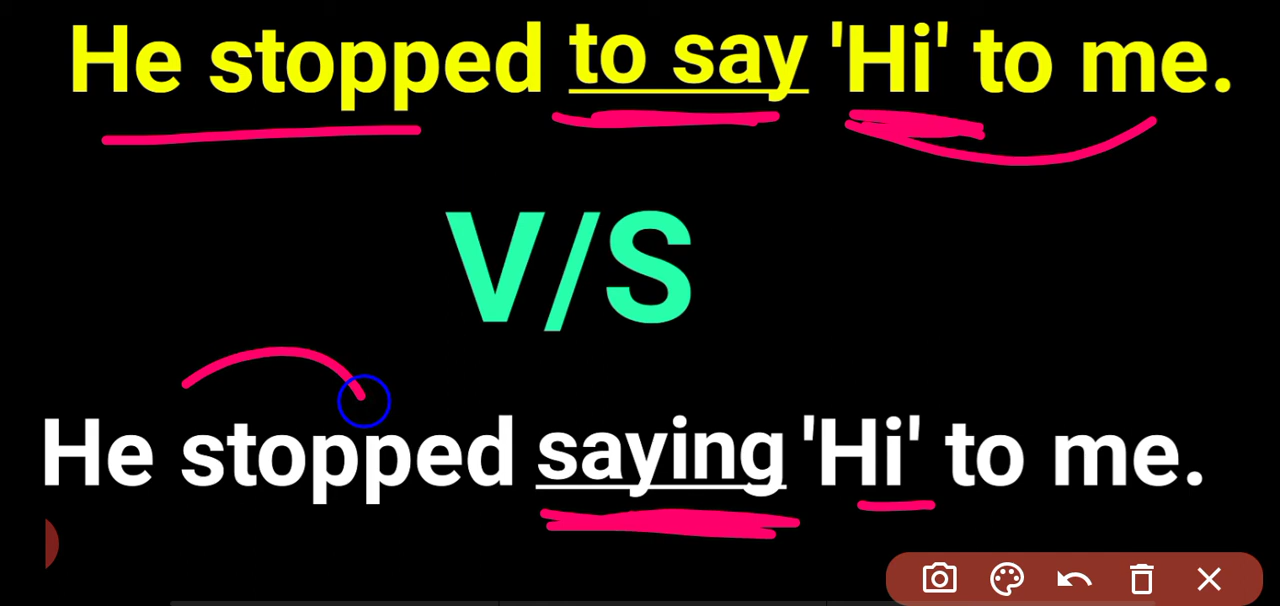 He stopped to say 'Hi' to me.
V/S
He stopped saying 'Hi' to me.